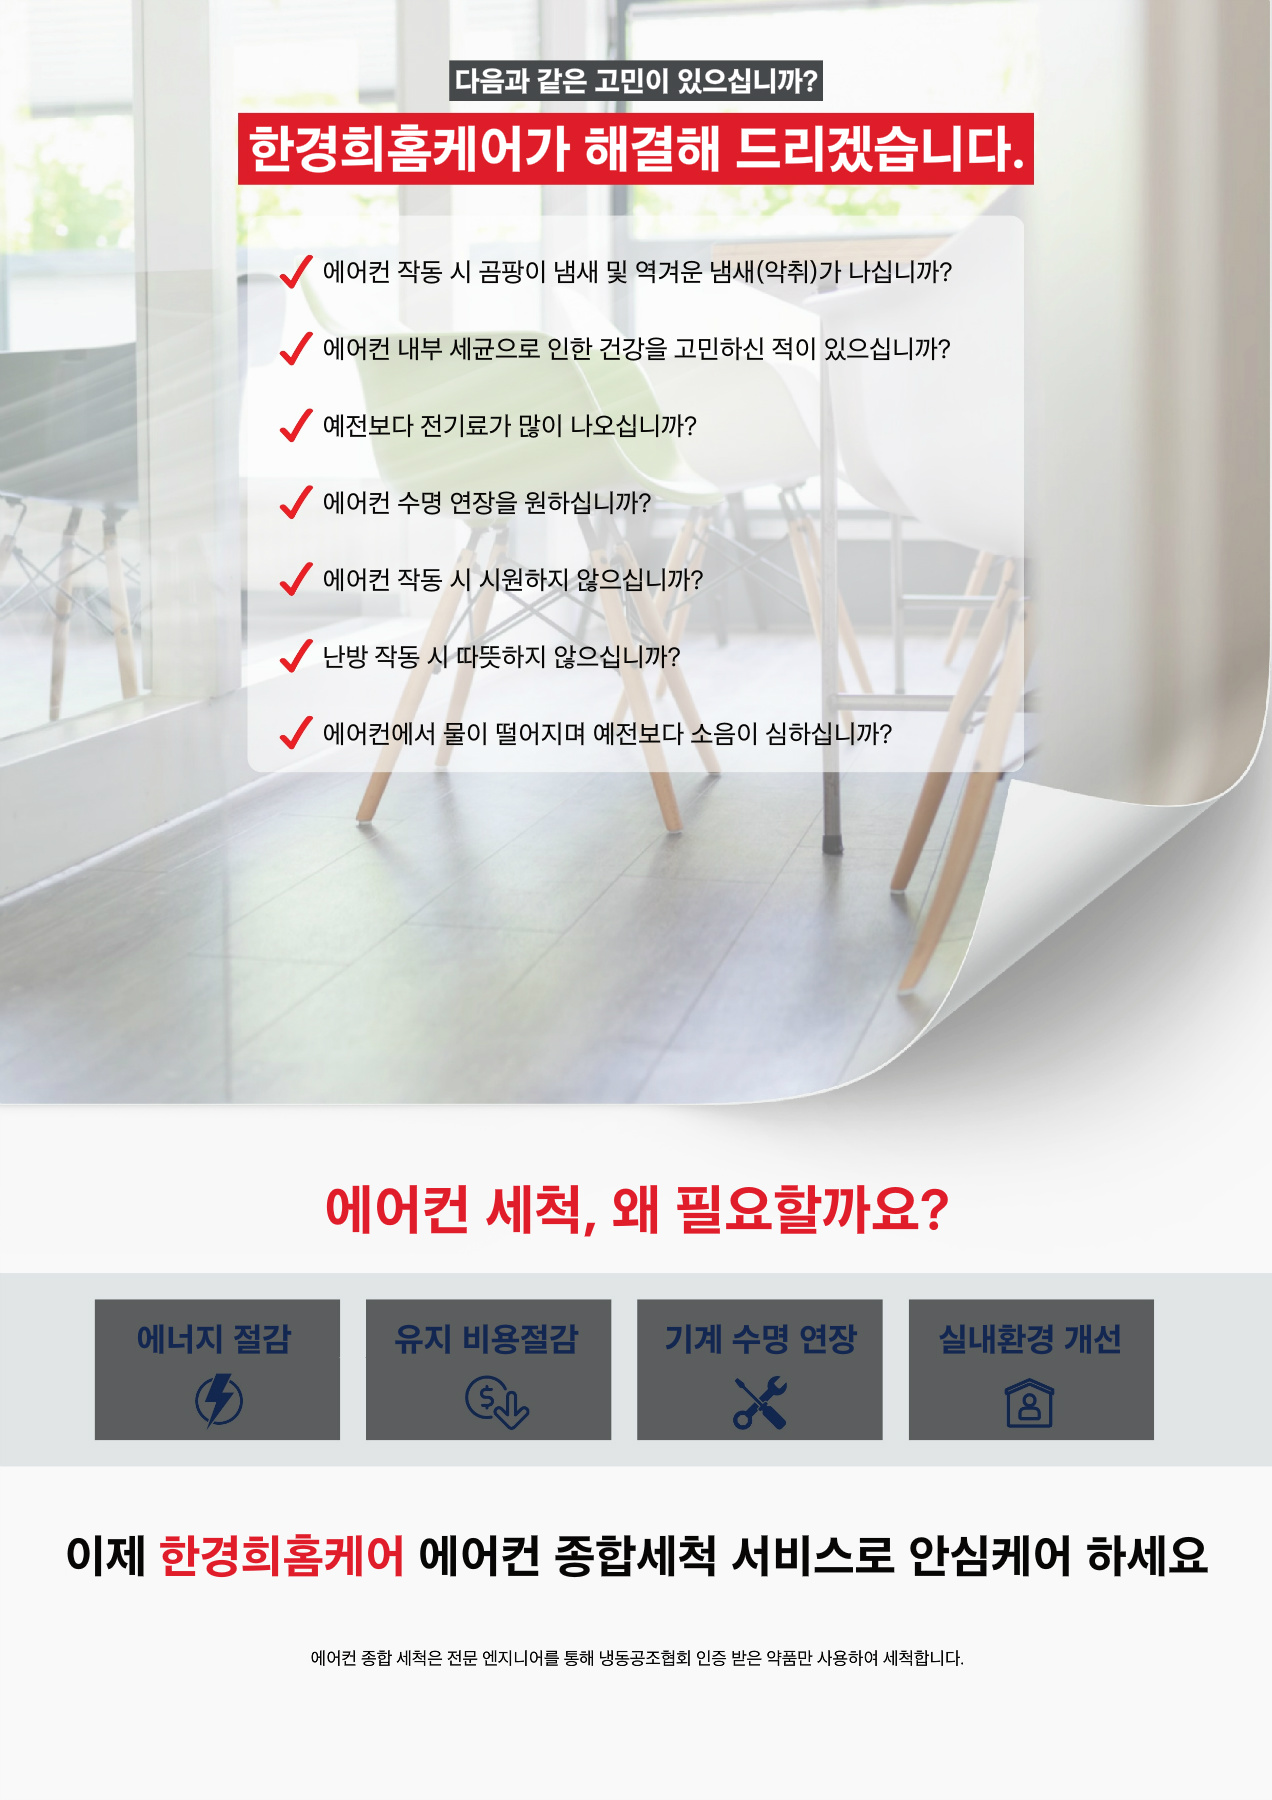 다음과 같은 고민이 있으십니까?
한경희홈케어가 해결해 드리겠습니다.
에어컨 작동 시 곰팡이 냄새 및 역겨운 냄새(악취)가 나십니까?
에어컨 내부 세균으로 인한 건강을 고민하신 적이 있으십니까?
예전보다 전기료가 많이 나오십니까?
에어컨 수명 연장을 원하십니까?
에어컨 작동 시 시원하지 않으십니까?
난방 작동 시 따뜻하지 않으십니까?
에어컨에서 물이 떨어지며 예전보다 소음이 심하십니까?
에어컨 세척, 왜 필요할까요?
에너지 절감
유지 비용절감
기계 수명 연장
실내환경 개선
이제 한경희홈케어 에어컨 종합세척 서비스로 안심케어 하세요
에어컨 종합 세척은 전문 엔지니어를 통해 냉동공조협회 인증 받은 약품만 사용하여 세척합니다.